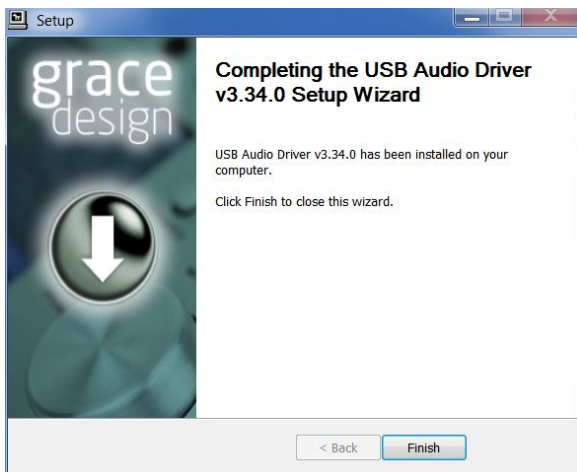 Setup
grace
design
Completing the USB Audio Driver
v3.34.0 Setup Wizard
USB Audio Driver v3.34.0 has been installed on your
computer.
Click Finish to close this wizard.
< Back
Finish